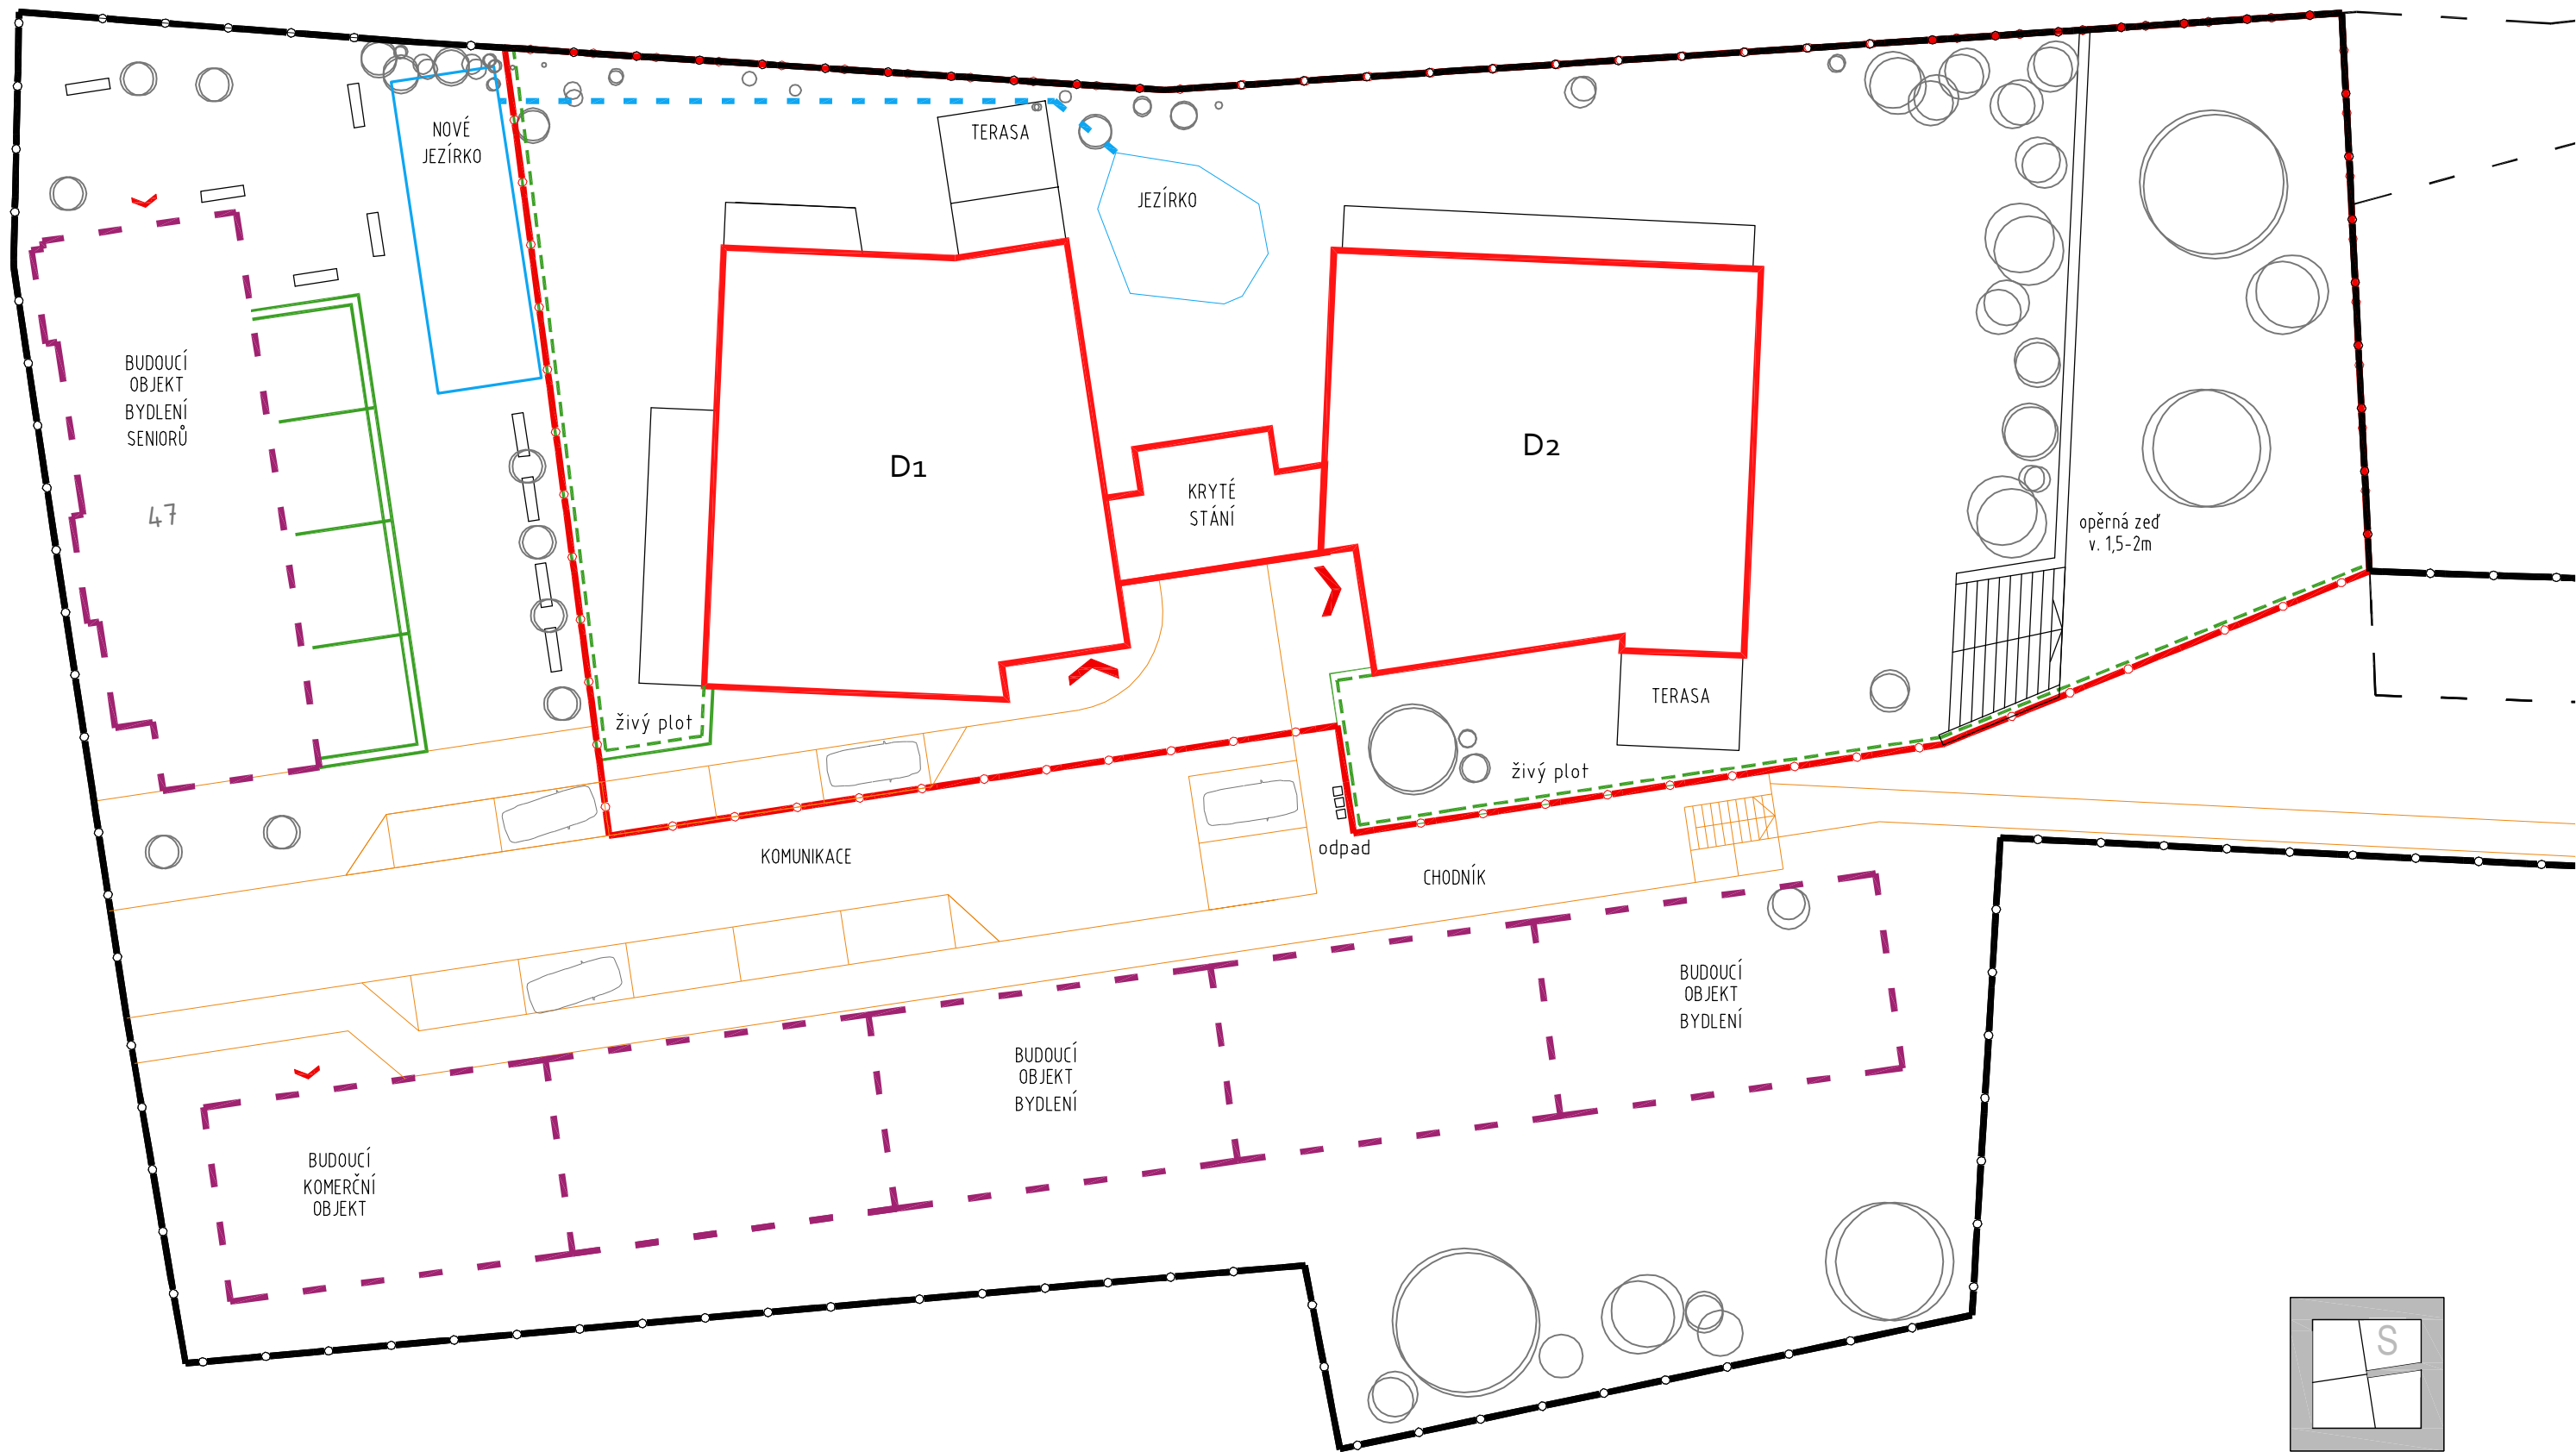 NOVÉ
JEZÍRKO
TERASA
JEZÍRKO
BUDOUCÍ
OBJEKT
BYDLENÍ
SENIORŮ
47
D1
D2
KRYTÉ
STÁNÍ
opěrná zeď
v. 1,5-2m
TERASA
živý plot
živý plot
KOMUNIKACE
odpad
CHODNÍK
BUDOUCÍ
OBJEKT
BYDLENÍ
BUDOUCÍ
OBJEKT
BYDLENÍ
BUDOUCÍ
KOMERČNÍ
OBJEKT
S